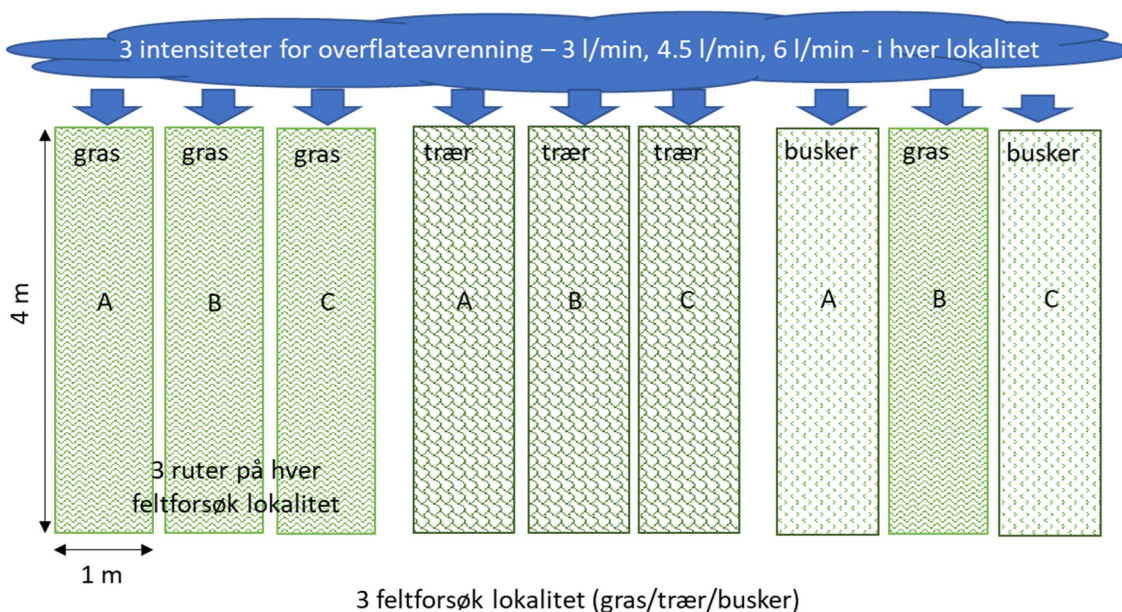 3 intensiteter for overflateavrenning – 3 l/min, 4.5 l/min, 6 l/min - i hver lokalitet
gras gras gras trær trær trær busker gras busker
4 m
A B C A B C A B C
3 ruter på hver
feltforsøk lokalitet
1 m
3 feltforsøk lokalitet (gras/trær/busker)